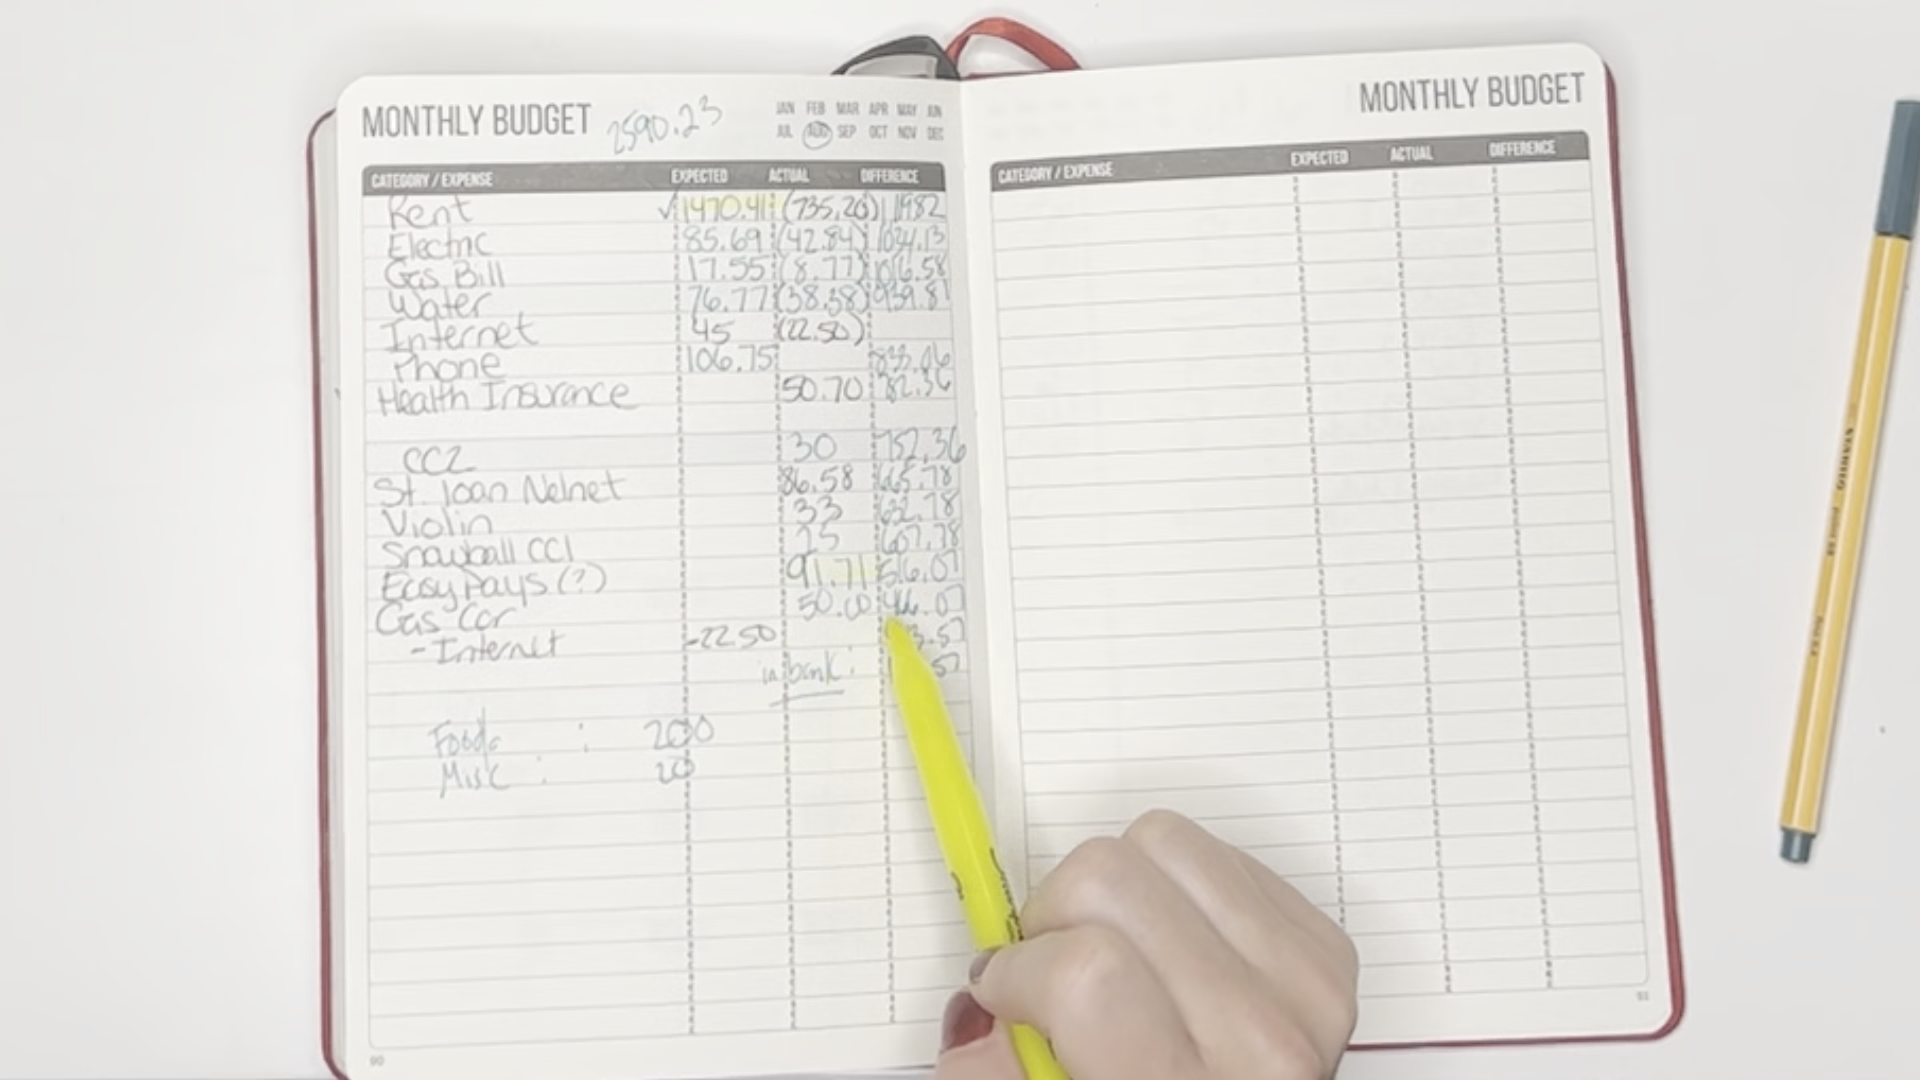 MONTHLY BUDGET 2590.23
JAN FEB MAR APR MAY JUN
JUL AUG SEP OCT NOV DEC
CATEGORY / EXPENSE EXPECTED ACTUAL DIFFERENCE
Rent ✓ 1470.41 (735.20) 1,1982
Electric 85.69 (42.84) 1034.13
Gas Bill 17.55 (8.77) 1016.58
Water 76.77 (38.38) 939.81
Internet 45 (22.50)
Phone 106.75 833.06
Health Insurance 50.70 782.36
CC2 30 752.36
St. loan Nelnet 86.58 665.78
Violin 33 632.78
Snowball CC1 25 607.78
Easy Pays (?) 91.71 516.07
Gas Car 50.00 466.07
- Internet -22.50
in bank:
Food : 200
Misc : 20
90
MONTHLY BUDGET
CATEGORY / EXPENSE EXPECTED ACTUAL DIFFERENCE